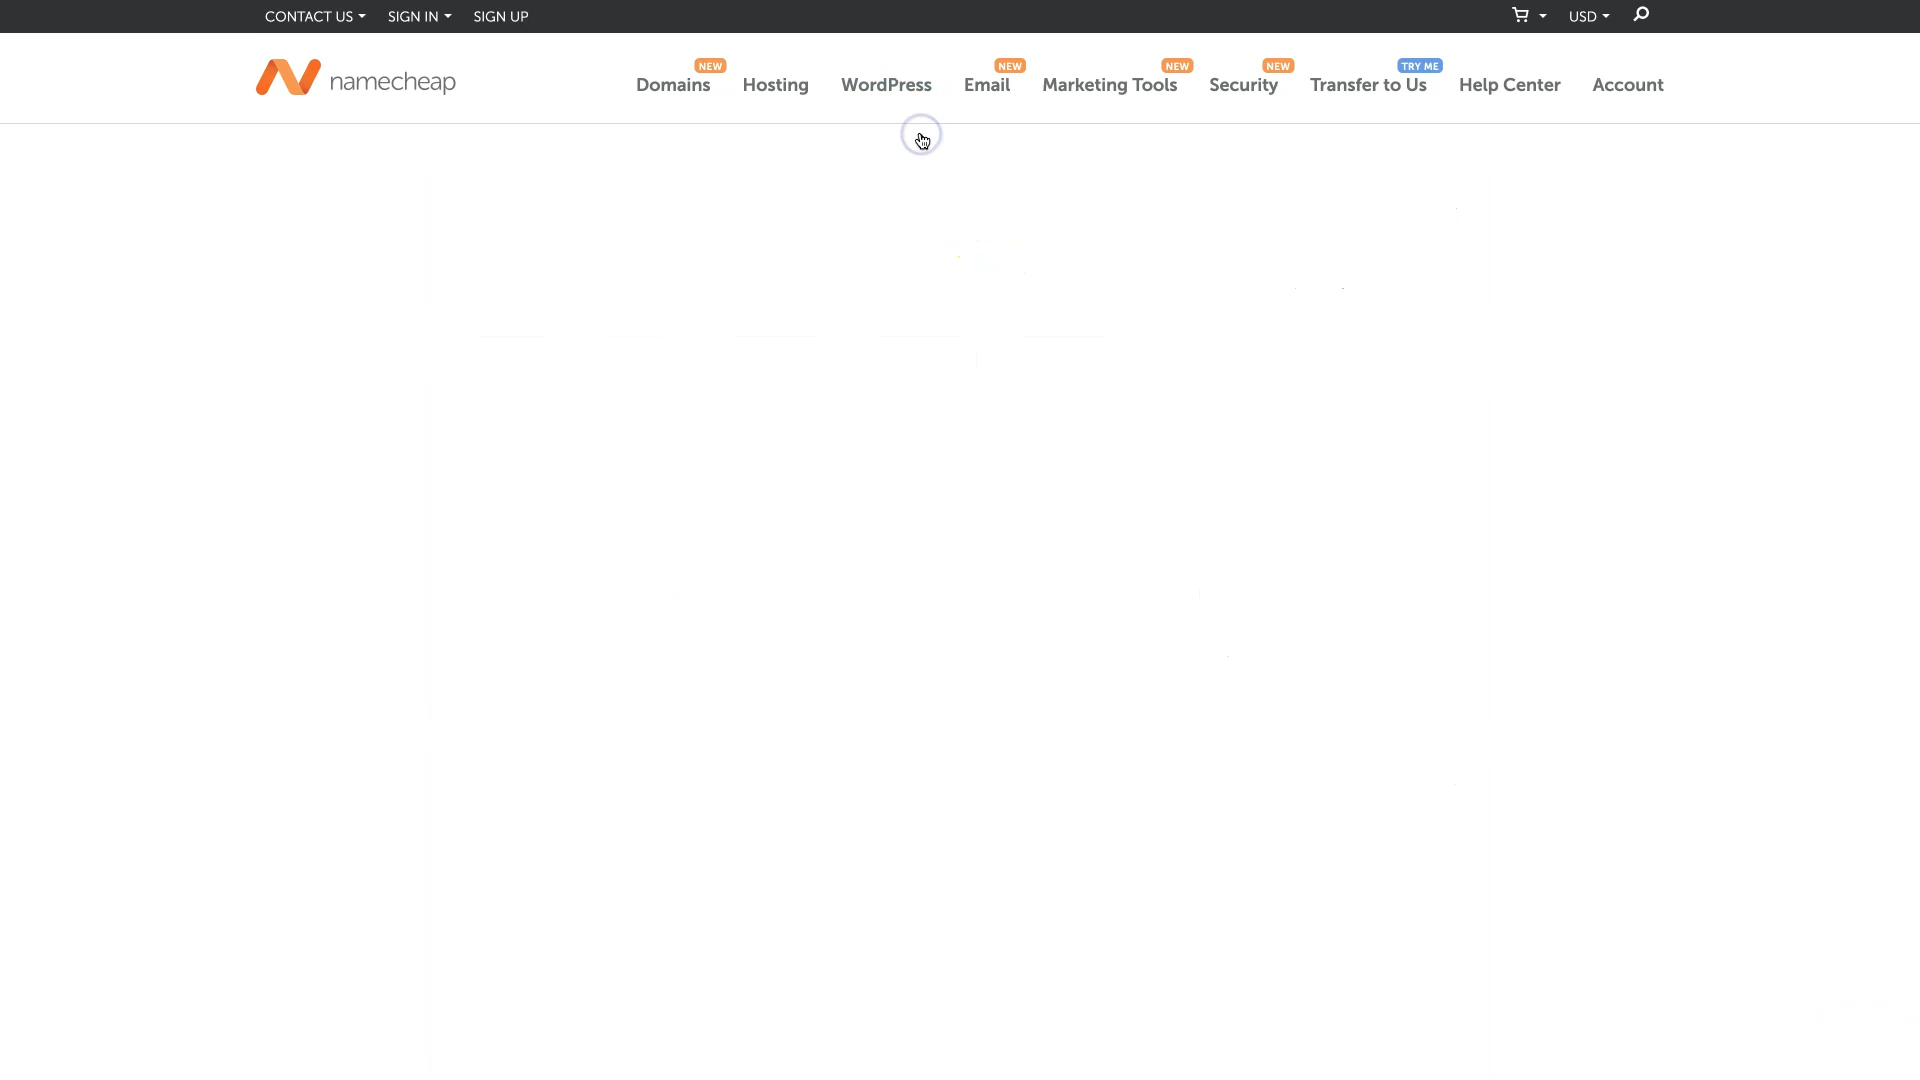 CONTACT US SIGN IN SIGN UP USD
namecheap
Domains NEW Hosting WordPress Email NEW Marketing Tools NEW Security NEW Transfer to Us TRY ME Help Center Account